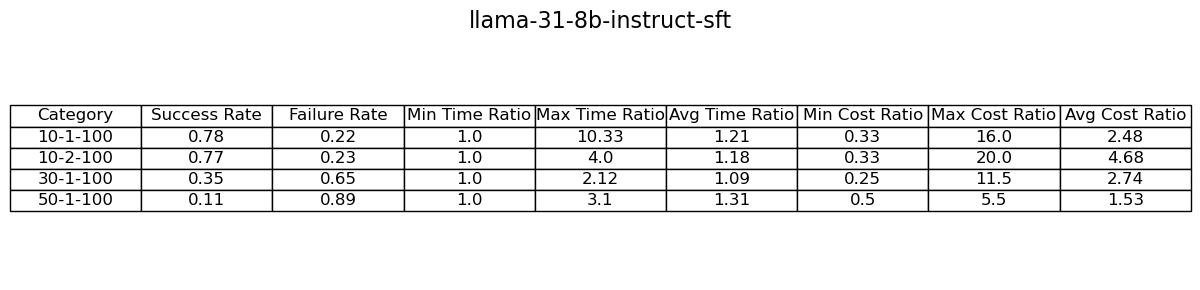 llama-31-8b-instruct-sft
Category Success Rate Failure Rate Min Time Ratio Max Time Ratio Avg Time Ratio Min Cost Ratio Max Cost Ratio Avg Cost Ratio
10-1-100 0.78 0.22 1.0 10.33 1.21 0.33 16.0 2.48
10-2-100 0.77 0.23 1.0 4.0 1.18 0.33 20.0 4.68
30-1-100 0.35 0.65 1.0 2.12 1.09 0.25 11.5 2.74
50-1-100 0.11 0.89 1.0 3.1 1.31 0.5 5.5 1.53